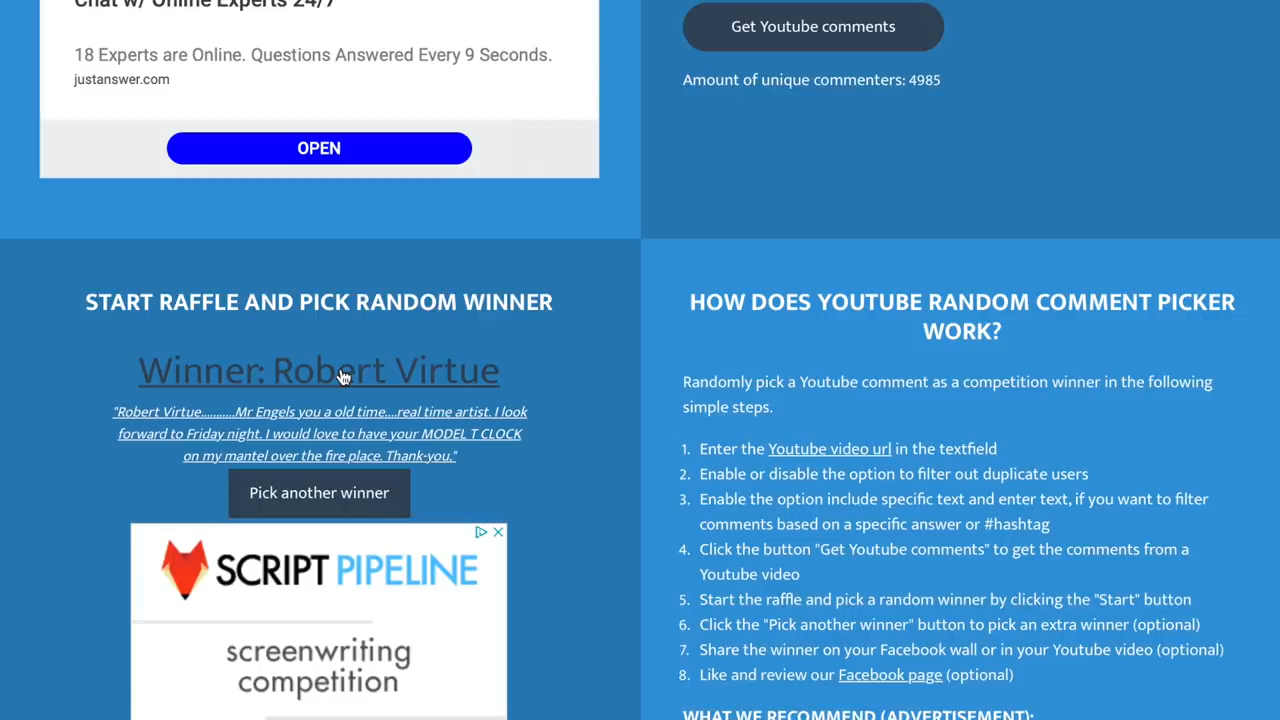 Chat w/ Online Experts 24/7
18 Experts are Online. Questions Answered Every 9 Seconds.
justanswer.com
OPEN
Get Youtube comments
Amount of unique commenters: 4985
START RAFFLE AND PICK RANDOM WINNER
Winner: Robert Virtue
"Robert Virtue...........Mr Engels you a old time....real time artist. I look
forward to Friday night. I would love to have your MODEL T CLOCK
on my mantel over the fire place. Thank-you."
Pick another winner
SCRIPT PIPELINE
screenwriting
competition
HOW DOES YOUTUBE RANDOM COMMENT PICKER
WORK?
Randomly pick a Youtube comment as a competition winner in the following
simple steps.
1. Enter the Youtube video url in the textfield
2. Enable or disable the option to filter out duplicate users
3. Enable the option include specific text and enter text, if you want to filter
comments based on a specific answer or #hashtag
4. Click the button "Get Youtube comments" to get the comments from a
Youtube video
5. Start the raffle and pick a random winner by clicking the "Start" button
6. Click the "Pick another winner" button to pick an extra winner (optional)
7. Share the winner on your Facebook wall or in your Youtube video (optional)
8. Like and review our Facebook page (optional)
WHAT WE RECOMMEND (ADVERTISEMENT):